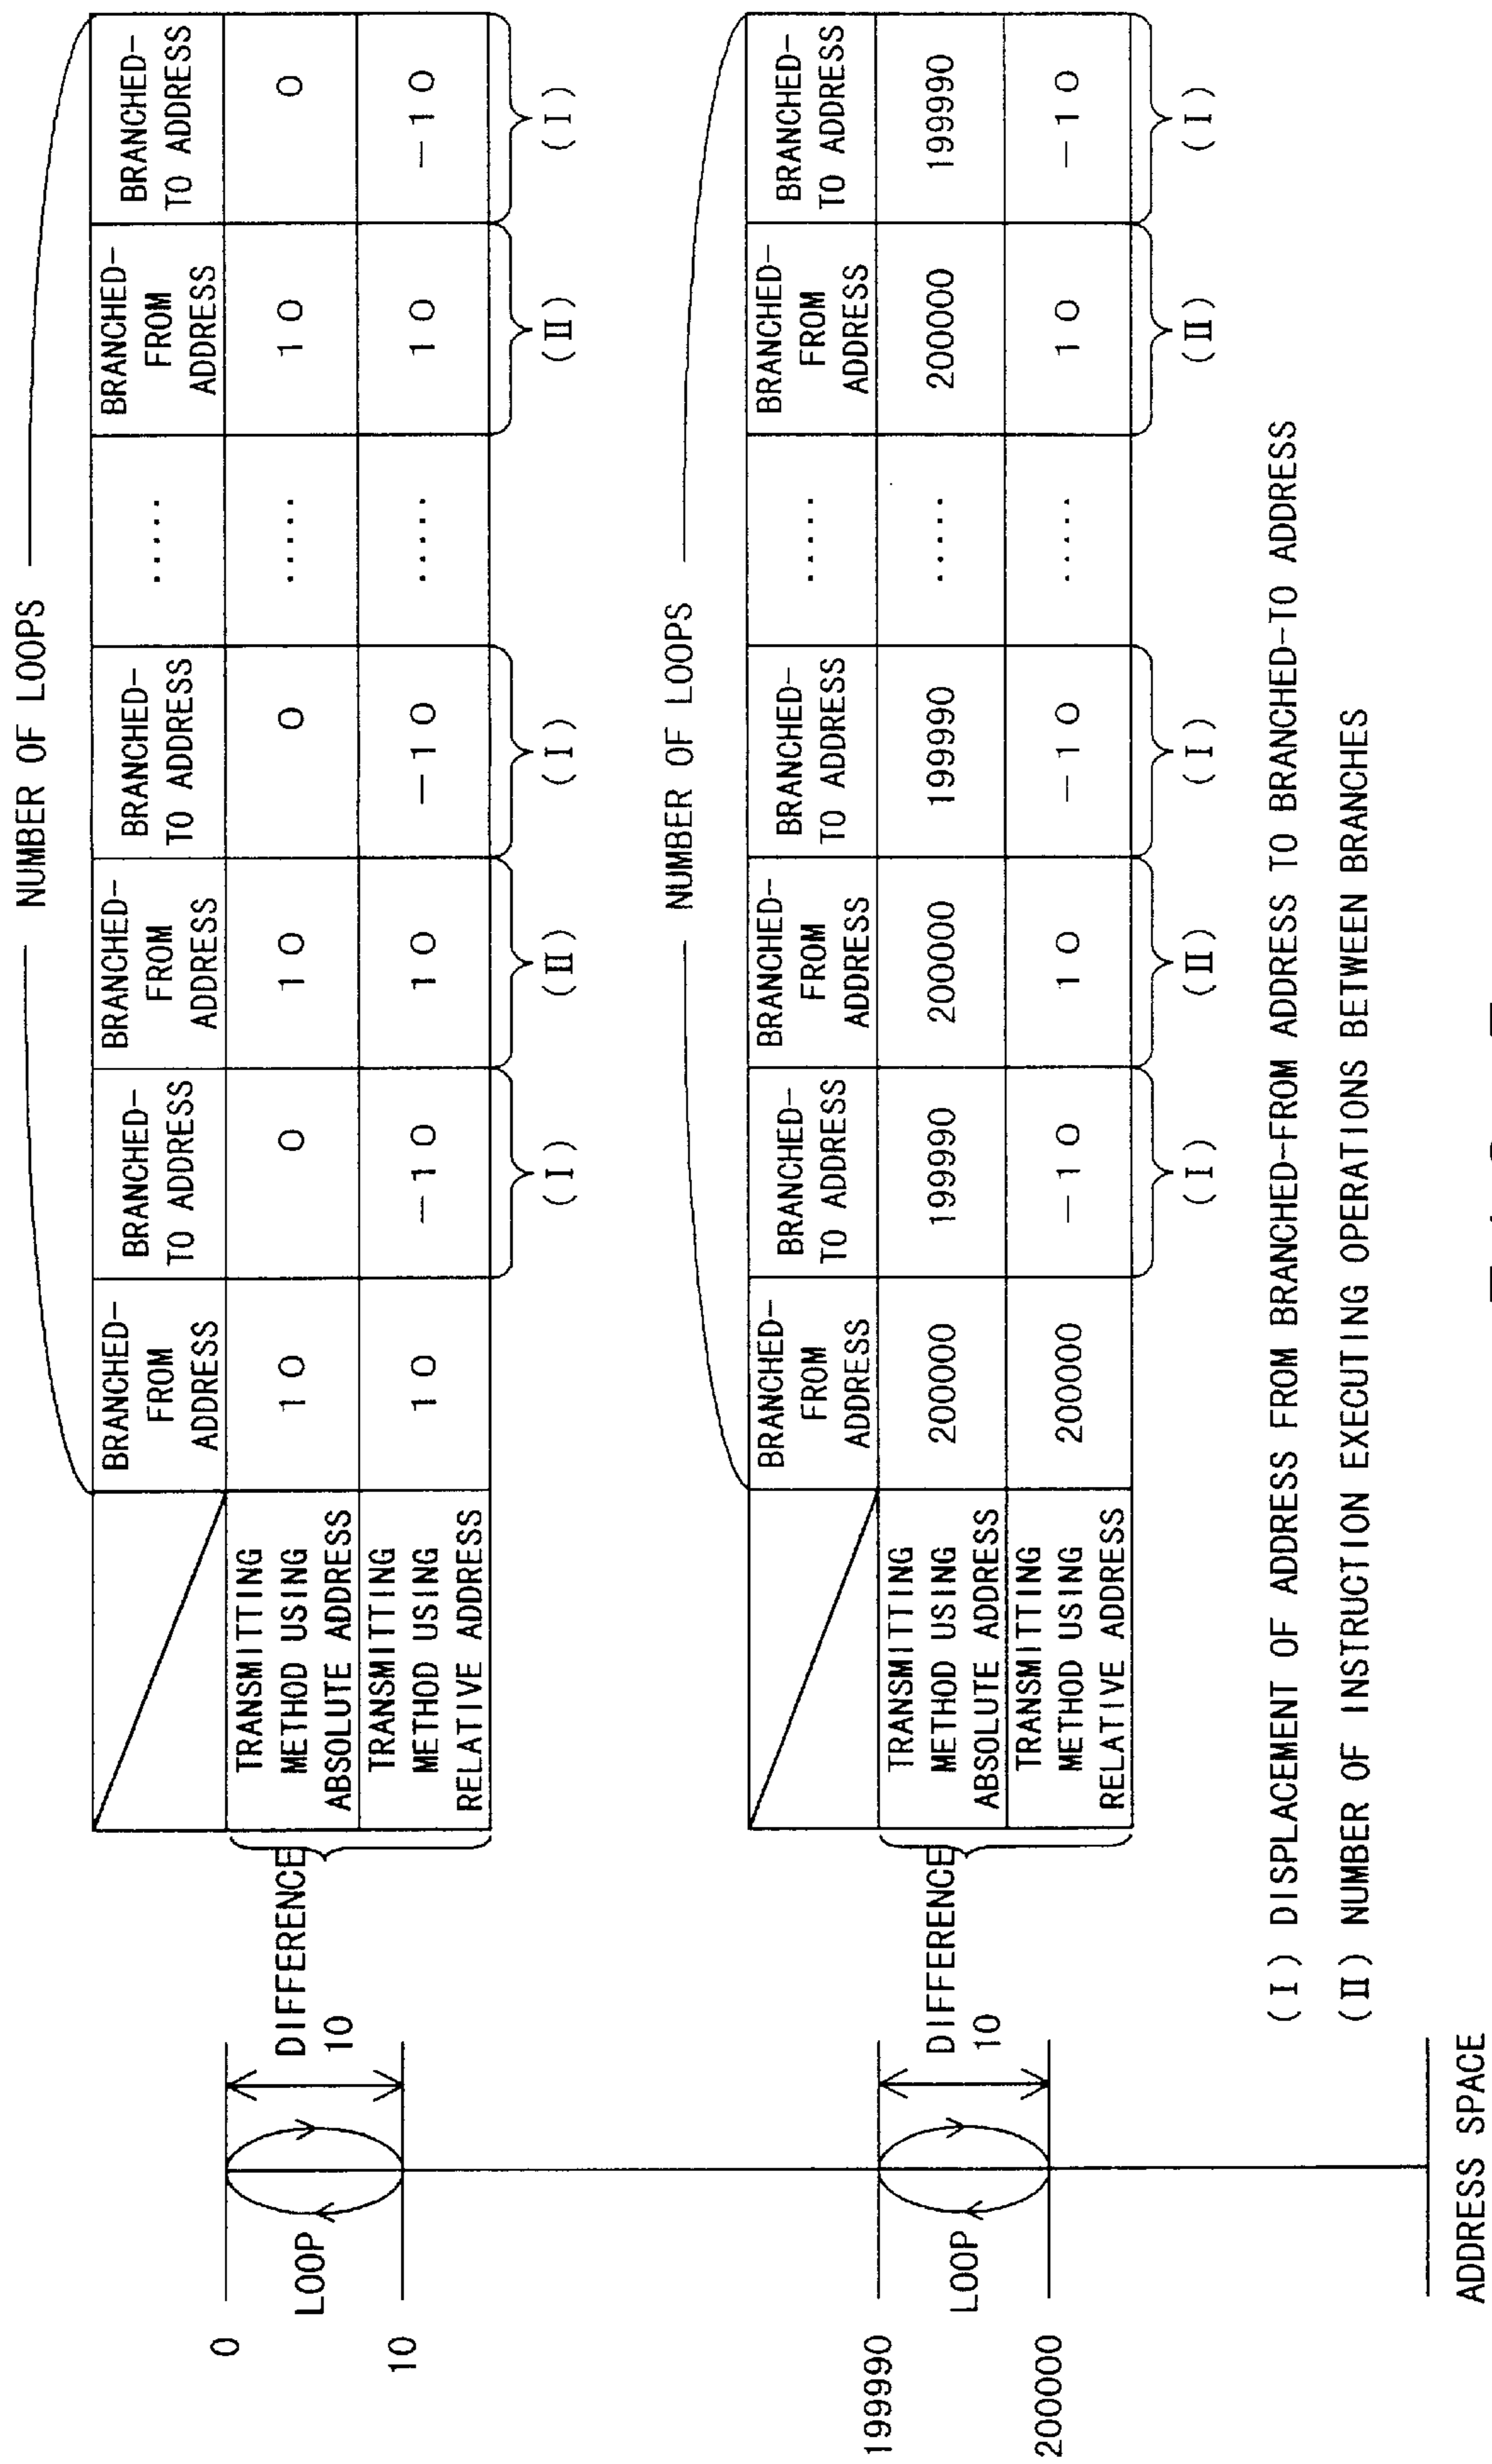 NUMBER OF LOOPS
BRANCHED-
FROM
ADDRESS
BRANCHED-
TO ADDRESS
BRANCHED-
FROM
ADDRESS
BRANCHED-
TO ADDRESS
.....
BRANCHED-
FROM
ADDRESS
BRANCHED-
TO ADDRESS
0
LOOP
10
DIFFERENCE
10
TRANSMITTING
METHOD USING
ABSOLUTE ADDRESS
10
0
10
0
.....
10
0
TRANSMITTING
METHOD USING
RELATIVE ADDRESS
10
-10
10
-10
.....
10
-10
(I)
(II)
(I)
(II)
(I)
NUMBER OF LOOPS
BRANCHED-
FROM
ADDRESS
BRANCHED-
TO ADDRESS
BRANCHED-
FROM
ADDRESS
BRANCHED-
TO ADDRESS
.....
BRANCHED-
FROM
ADDRESS
BRANCHED-
TO ADDRESS
199990
LOOP
200000
DIFFERENCE
10
TRANSMITTING
METHOD USING
ABSOLUTE ADDRESS
200000
199990
200000
199990
.....
200000
199990
TRANSMITTING
METHOD USING
RELATIVE ADDRESS
200000
-10
10
-10
.....
10
-10
(I)
(II)
(I)
(II)
(I)
(I) DISPLACEMENT OF ADDRESS FROM BRANCHED-FROM ADDRESS TO BRANCHED-TO ADDRESS
(II) NUMBER OF INSTRUCTION EXECUTING OPERATIONS BETWEEN BRANCHES
ADDRESS SPACE